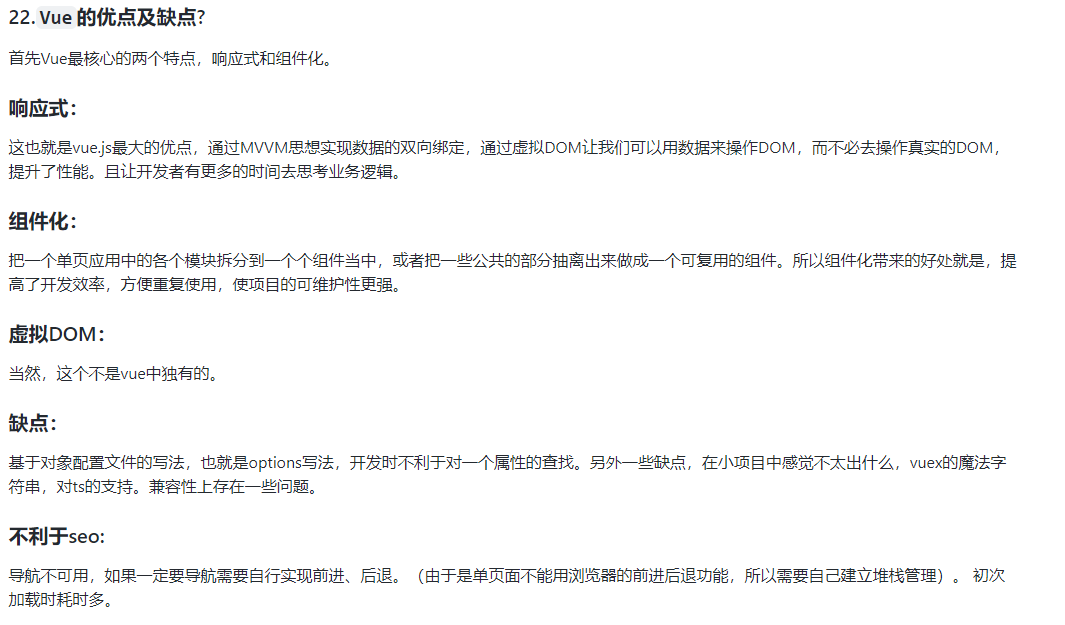 22.Vue的优点及缺点?
首先Vue最核心的两个特点，响应式和组件化。
响应式：
这也就是vue.js最大的优点，通过MVVM思想实现数据的双向绑定，通过虚拟DOM让我们可以用数据来操作DOM，而不必去操作真实的DOM，
提升了性能。且让开发者有更多的时间去思考业务逻辑。
组件化：
把一个单页应用中的各个模块拆分到一个个组件当中，或者把一些公共的部分抽离出来做成一个可复用的组件。所以组件化带来的好处就是，提
高了开发效率，方便重复使用，使项目的可维护性更强。
虚拟DOM：
当然，这个不是vue中独有的。
缺点：
基于对象配置文件的写法，也就是options写法，开发时不利于对一个属性的查找。另外一些缺点，在小项目中感觉不太出什么，vuex的魔法字
符串，对ts的支持。兼容性上存在一些问题。
不利于seo:
导航不可用，如果一定要导航需要自行实现前进、后退。（由于是单页面不能用浏览器的前进后退功能，所以需要自己建立堆栈管理）。 初次
加载时耗时多。